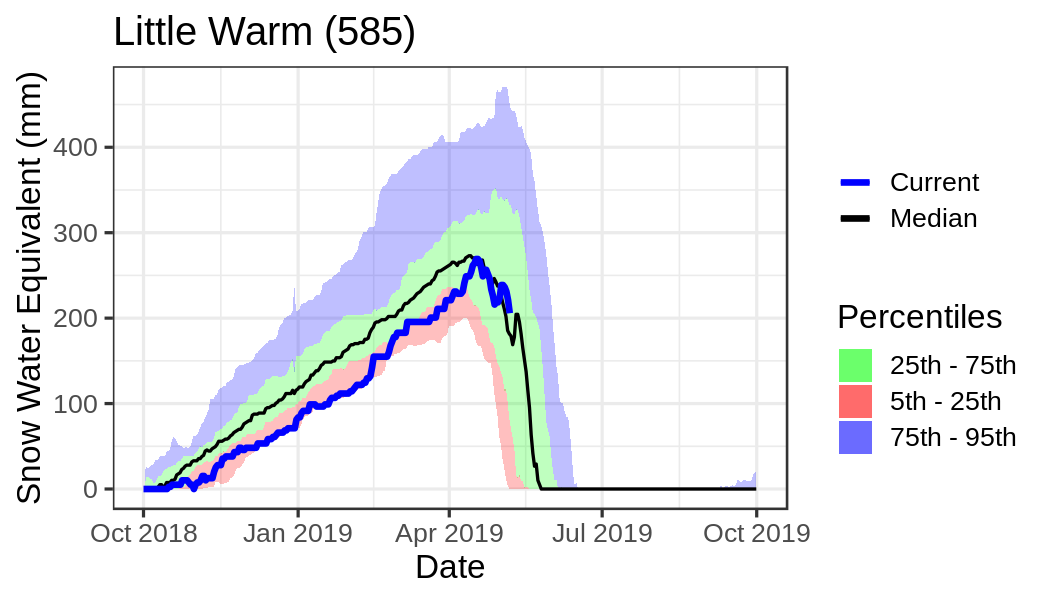 Little Warm (585)
Snow Water Equivalent (mm)
400
300
200
100
0
Oct 2018
Jan 2019
Apr 2019
Jul 2019
Oct 2019
Date
Current
Median
Percentiles
25th - 75th
5th - 25th
75th - 95th